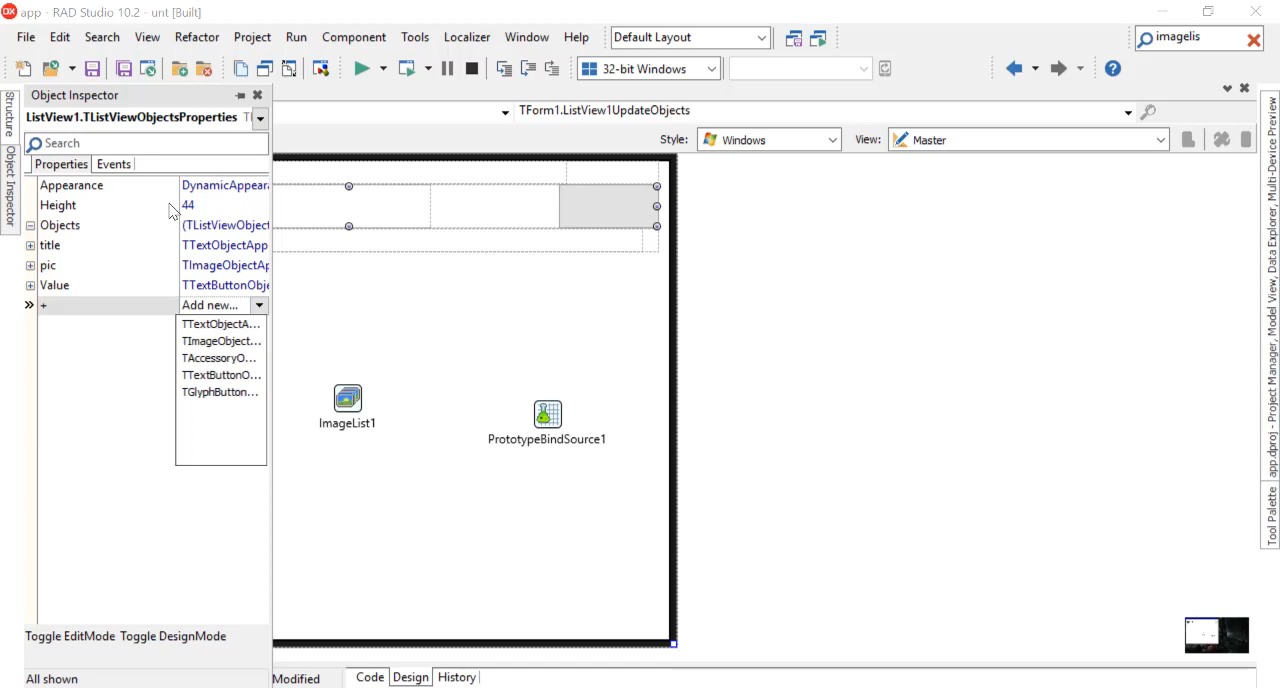 app - RAD Studio 10.2 - unt [Built]
File Edit Search View Refactor Project Run Component Tools Localizer Window Help
Default Layout
imagelis
32-bit Windows
Structure
Object Inspector
Object Inspector
ListView1.TListViewObjectsProperties
Search
Properties Events
Appearance DynamicAppear
Height 44
Objects (TListViewObject
title TTextObjectApp
pic TImageObjectAp
Value TTextButtonObje
+ Add new...
TTextObjectA...
TImageObject...
TAccessoryO...
TTextButtonO...
TGlyphButton...
Toggle EditMode Toggle DesignMode
All shown
TForm1.ListView1UpdateObjects
Style: Windows View: Master
ImageList1
PrototypeBindSource1
Modified Code Design History
app.dproj - Project Manager, Model View, Data Explorer, Multi-Device Preview
Tool Palette